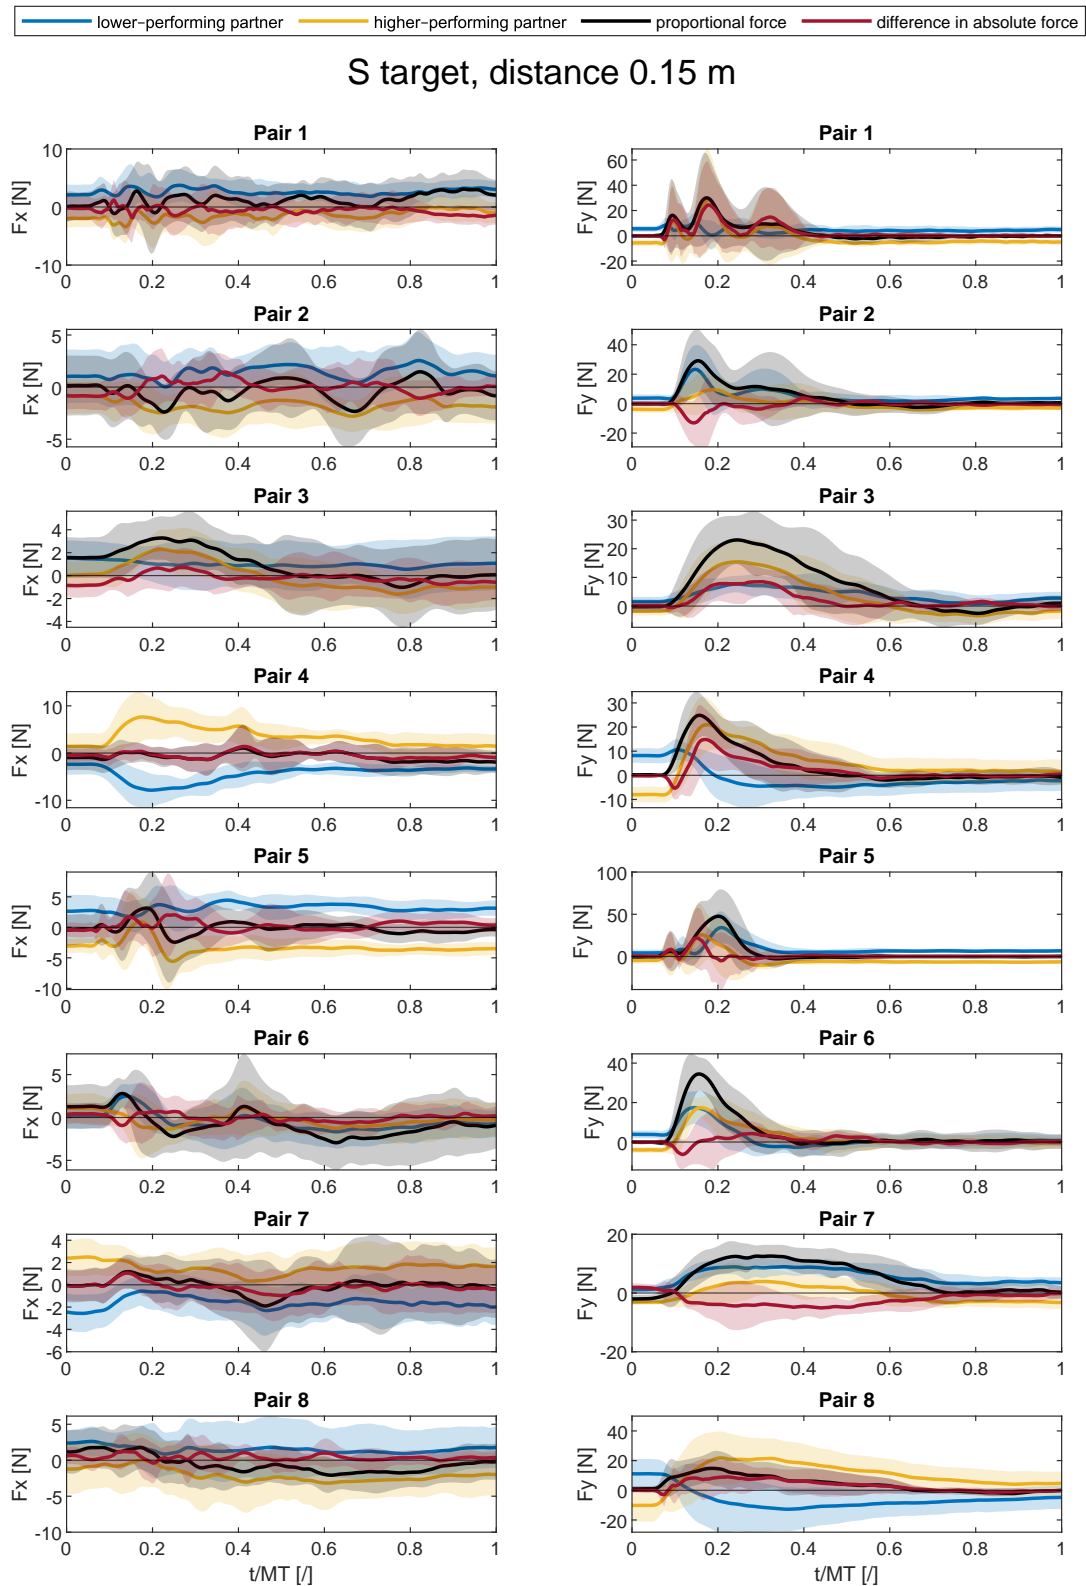 lower−performing partner higher−performing partner proportional force difference in absolute force
S target, distance 0.15 m
Pair 1 Pair 1
10
0
-10
Fx [N]
0 0.2 0.4 0.6 0.8 1
60
40
20
0
-20
Fy [N]
0 0.2 0.4 0.6 0.8 1
Pair 2 Pair 2
5
0
-5
Fx [N]
0 0.2 0.4 0.6 0.8 1
40
20
0
-20
Fy [N]
0 0.2 0.4 0.6 0.8 1
Pair 3 Pair 3
4
2
0
-2
-4
Fx [N]
0 0.2 0.4 0.6 0.8 1
30
20
10
0
Fy [N]
0 0.2 0.4 0.6 0.8 1
Pair 4 Pair 4
10
0
-10
Fx [N]
0 0.2 0.4 0.6 0.8 1
30
20
10
0
-10
Fy [N]
0 0.2 0.4 0.6 0.8 1
Pair 5 Pair 5
5
0
-5
-10
Fx [N]
0 0.2 0.4 0.6 0.8 1
100
50
0
Fy [N]
0 0.2 0.4 0.6 0.8 1
Pair 6 Pair 6
5
0
-5
Fx [N]
0 0.2 0.4 0.6 0.8 1
40
20
0
Fy [N]
0 0.2 0.4 0.6 0.8 1
Pair 7 Pair 7
4
2
0
-2
-4
-6
Fx [N]
0 0.2 0.4 0.6 0.8 1
20
0
-20
Fy [N]
0 0.2 0.4 0.6 0.8 1
Pair 8 Pair 8
5
0
-5
-10
Fx [N]
0 0.2 0.4 0.6 0.8 1
t/MT [/]
40
20
0
-20
Fy [N]
0 0.2 0.4 0.6 0.8 1
t/MT [/]